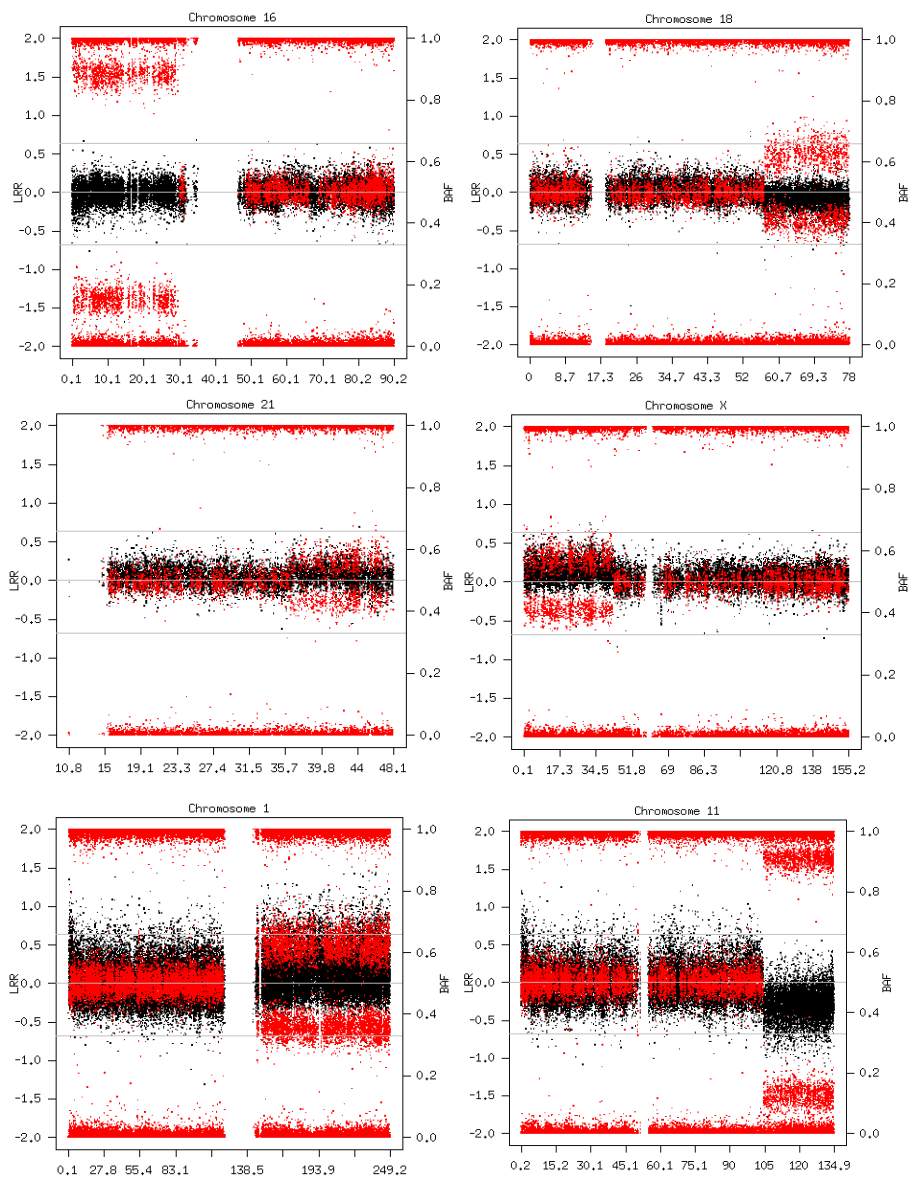 Chromosome 16
2.0 1.5 1.0 0.5 0.0 -0.5 -1.0 -1.5 -2.0
LRR
1.0 0.8 0.6 0.4 0.2 0.0
BAF
0.1 10.1 20.1 30.1 40.1 50.1 60.1 70.1 80.2 90.2
Chromosome 18
2.0 1.5 1.0 0.5 0.0 -0.5 -1.0 -1.5 -2.0
LRR
1.0 0.8 0.6 0.4 0.2 0.0
BAF
0 8.7 17.3 26 34.7 43.3 52 60.7 69.3 78
Chromosome 21
2.0 1.5 1.0 0.5 0.0 -0.5 -1.0 -1.5 -2.0
LRR
1.0 0.8 0.6 0.4 0.2 0.0
BAF
10.8 15 19.1 23.3 27.4 31.5 35.7 39.8 44 48.1
Chromosome X
2.0 1.5 1.0 0.5 0.0 -0.5 -1.0 -1.5 -2.0
LRR
1.0 0.8 0.6 0.4 0.2 0.0
BAF
0.1 17.3 34.5 51.8 69 86.3 120.8 138 155.2
Chromosome 1
2.0 1.5 1.0 0.5 0.0 -0.5 -1.0 -1.5 -2.0
LRR
1.0 0.8 0.6 0.4 0.2 0.0
BAF
0.1 27.8 55.4 83.1 138.5 193.9 249.2
Chromosome 11
2.0 1.5 1.0 0.5 0.0 -0.5 -1.0 -1.5 -2.0
LRR
1.0 0.8 0.6 0.4 0.2 0.0
BAF
0.2 15.2 30.1 45.1 60.1 75.1 90 105 120 134.9